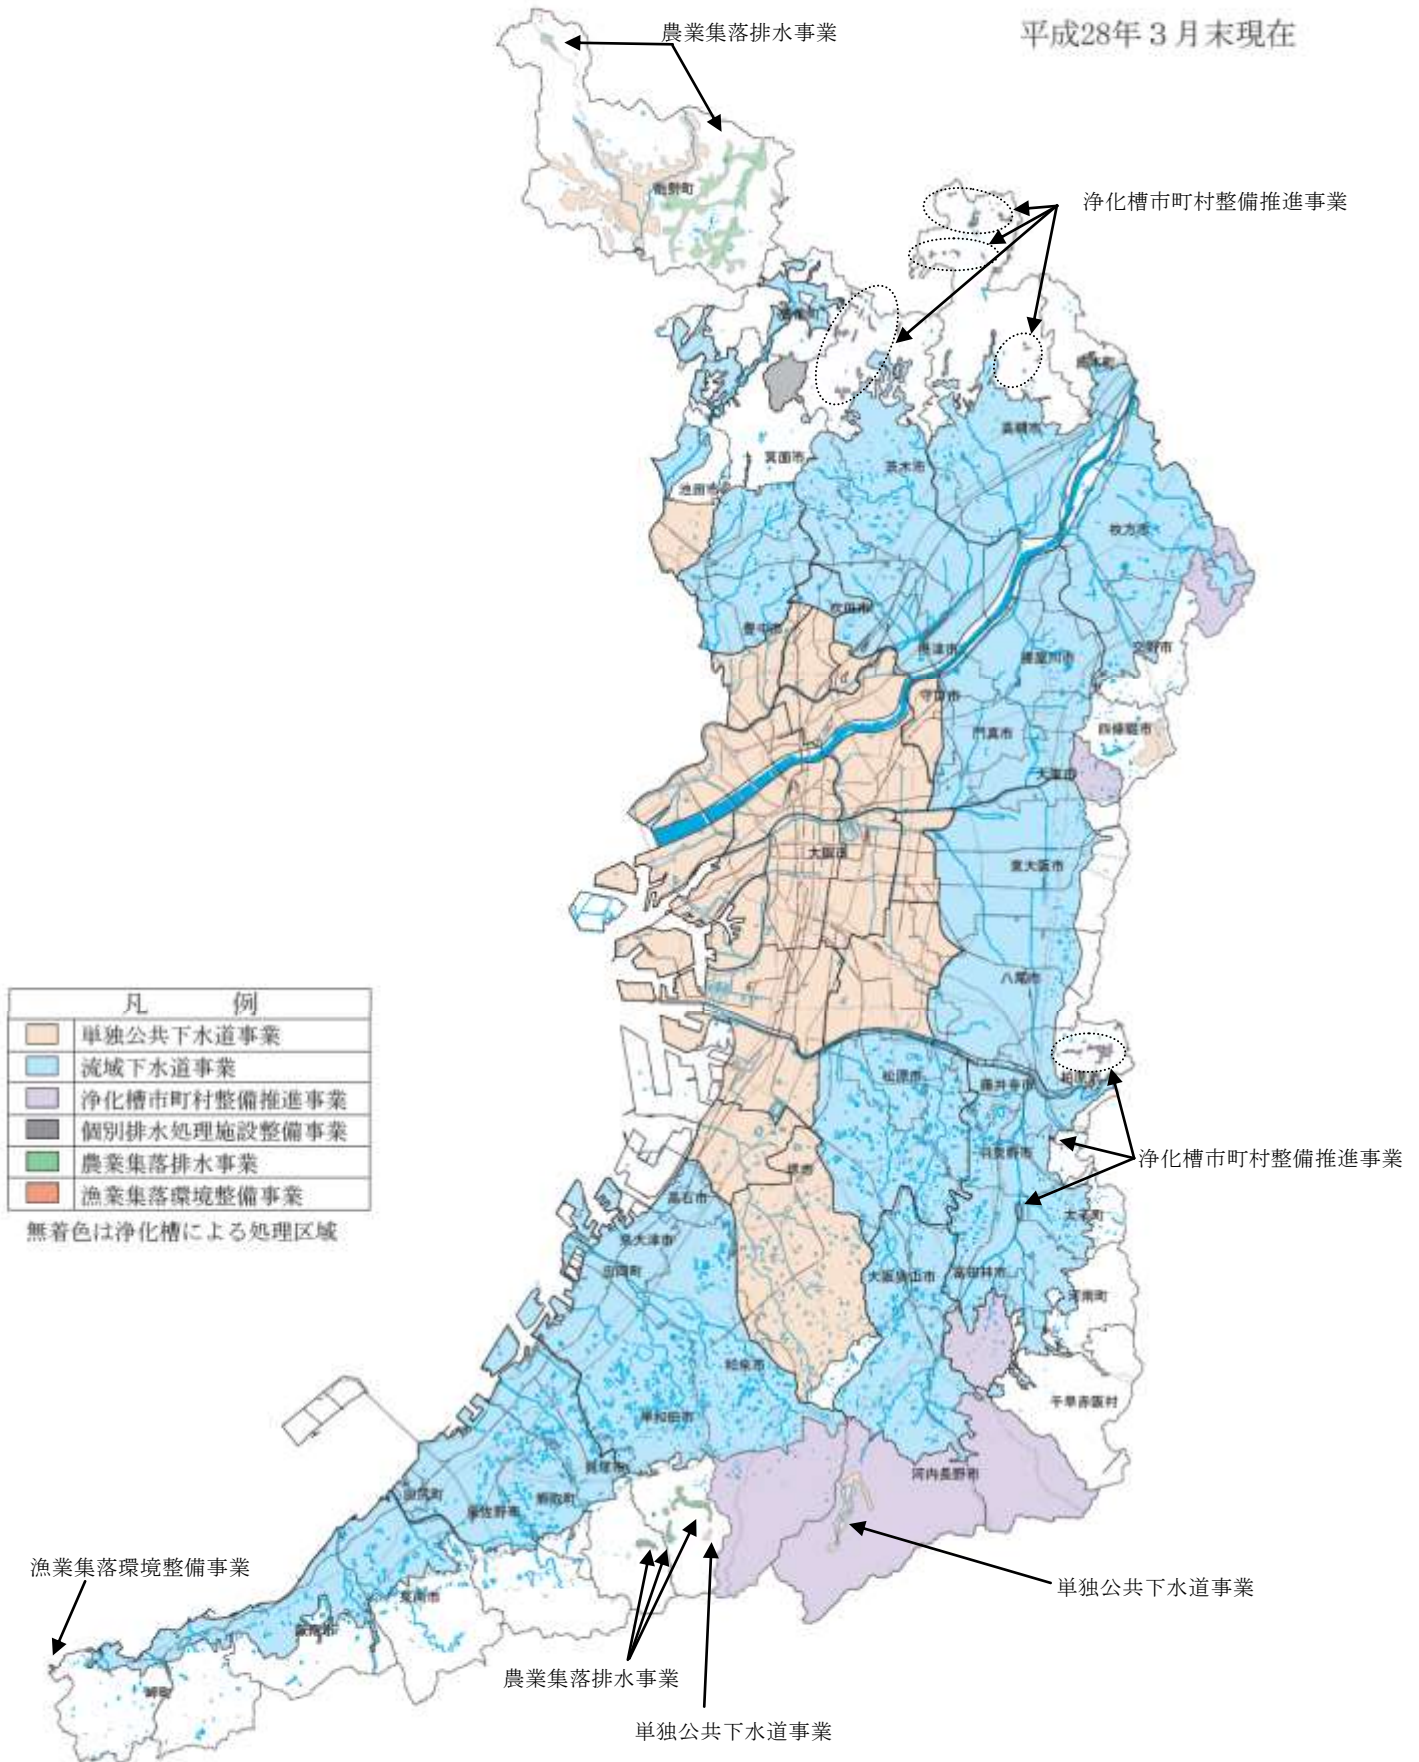 農業集落排水事業
平成28年３月末現在
能勢町
浄化槽市町村整備推進事業
豊能町
島本町
高槻市
箕面市
茨木市
池田市
枚方市
吹田市
豊中市
摂津市
寝屋川市
交野市
守口市
門真市
四條畷市
大東市
大阪市
東大阪市
八尾市
凡　例
単独公共下水道事業
流域下水道事業
浄化槽市町村整備推進事業
個別排水処理施設整備事業
農業集落排水事業
漁業集落環境整備事業
無着色は浄化槽による処理区域
松原市
藤井寺市
柏原市
羽曳野市
浄化槽市町村整備推進事業
堺市
高石市
太子町
泉大津市
忠岡町
大阪狭山市
富田林市
河南町
和泉市
千早赤阪村
岸和田市
貝塚市
河内長野市
田尻町
泉佐野市
熊取町
漁業集落環境整備事業
単独公共下水道事業
泉南市
阪南市
農業集落排水事業
岬町
単独公共下水道事業